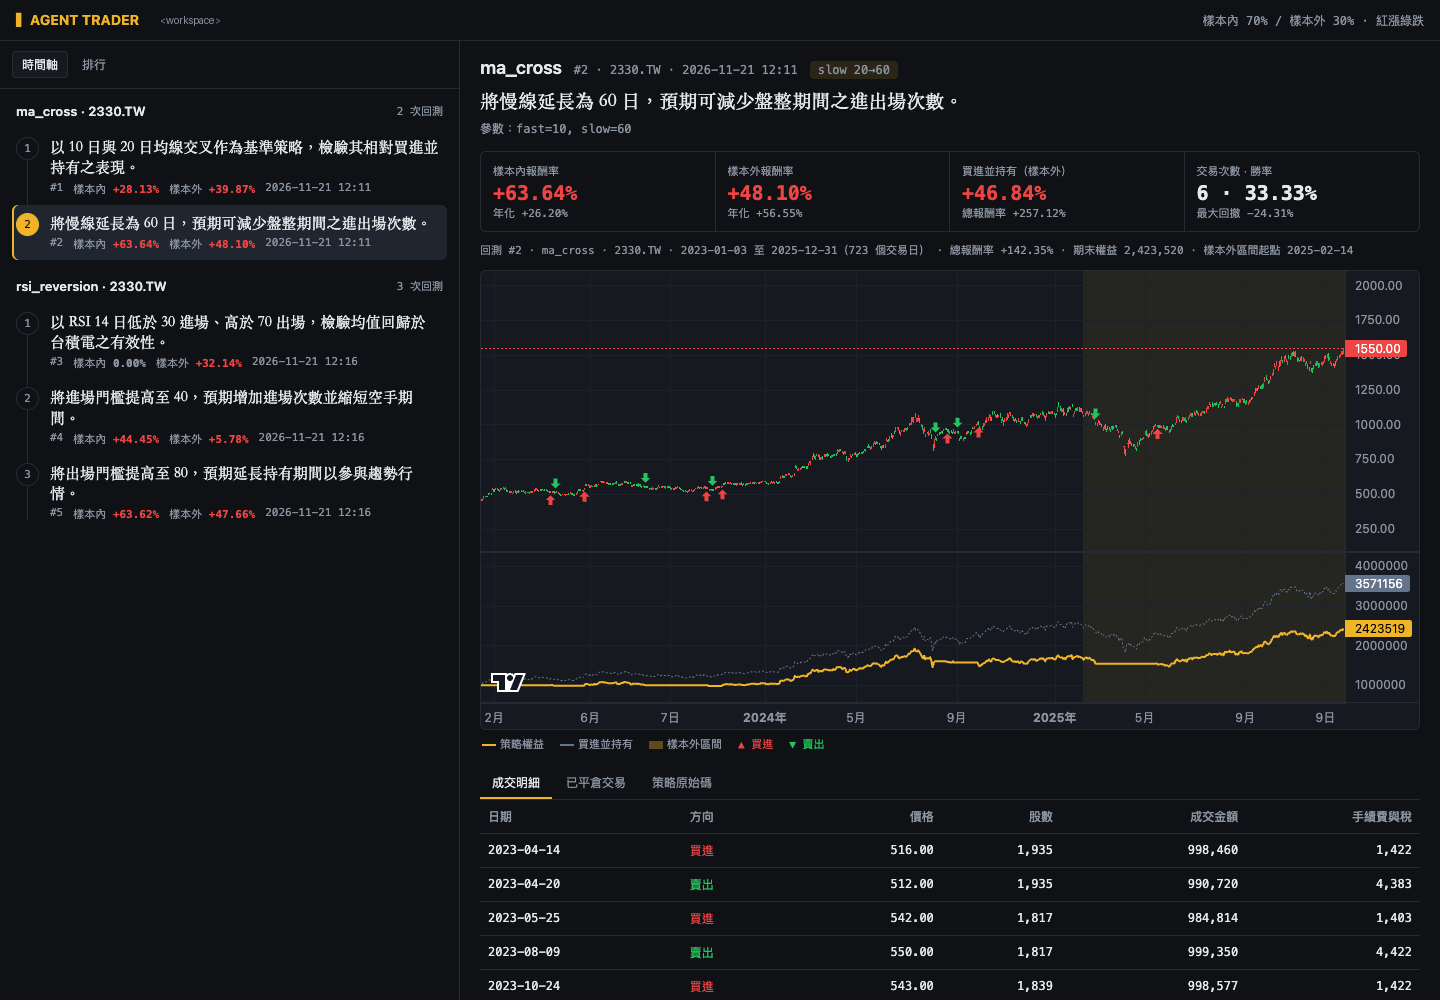 AGENT TRADER <workspace> 樣本內 70% / 樣本外 30% · 紅漲綠跌
時間軸 排行
ma_cross · 2330.TW 2 次回測
1 以 10 日與 20 日均線交叉作為基準策略，檢驗其相對買進並
持有之表現。
#1 樣本內 +28.13% 樣本外 +39.87% 2026-11-21 12:11
2 將慢線延長為 60 日，預期可減少盤整期間之進出場次數。
#2 樣本內 +63.64% 樣本外 +48.10% 2026-11-21 12:11
rsi_reversion · 2330.TW 3 次回測
1 以 RSI 14 日低於 30 進場、高於 70 出場，檢驗均值回歸於
台積電之有效性。
#3 樣本內 0.00% 樣本外 +32.14% 2026-11-21 12:16
2 將進場門檻提高至 40，預期增加進場次數並縮短空手期
間。
#4 樣本內 +44.45% 樣本外 +5.78% 2026-11-21 12:16
3 將出場門檻提高至 80，預期延長持有期間以參與趨勢行
情。
#5 樣本內 +63.62% 樣本外 +47.66% 2026-11-21 12:16
ma_cross #2 · 2330.TW · 2026-11-21 12:11 slow 20→60
將慢線延長為 60 日，預期可減少盤整期間之進出場次數。
參數：fast=10, slow=60
樣本內報酬率 樣本外報酬率 買進並持有 (樣本外) 交易次數 · 勝率
+63.64% +48.10% +46.84% 6 · 33.33%
年化 +26.20% 年化 +56.55% 總報酬率 +257.12% 最大回撤 −24.31%
回測 #2 · ma_cross · 2330.TW · 2023-01-03 至 2025-12-31 (723 個交易日) · 總報酬率 +142.35% · 期末權益 2,423,520 · 樣本外區間起點 2025-02-14
2000.00
1750.00
1550.00
1500.00
1250.00
1000.00
750.00
500.00
250.00
4000000
3571156
3000000
2423519
2000000
1000000
2月 6月 7日 2024年 5月 9月 2025年 5月 9月 9日
策略權益 買進並持有 樣本外區間 ▲ 買進 ▼ 賣出
成交明細 已平倉交易 策略原始碼
日期 方向 價格 股數 成交金額 手續費與稅
2023-04-14 買進 516.00 1,935 998,460 1,422
2023-04-20 賣出 512.00 1,935 990,720 4,383
2023-05-25 買進 542.00 1,817 984,814 1,403
2023-08-09 賣出 550.00 1,817 999,350 4,422
2023-10-24 買進 543.00 1,839 998,577 1,422